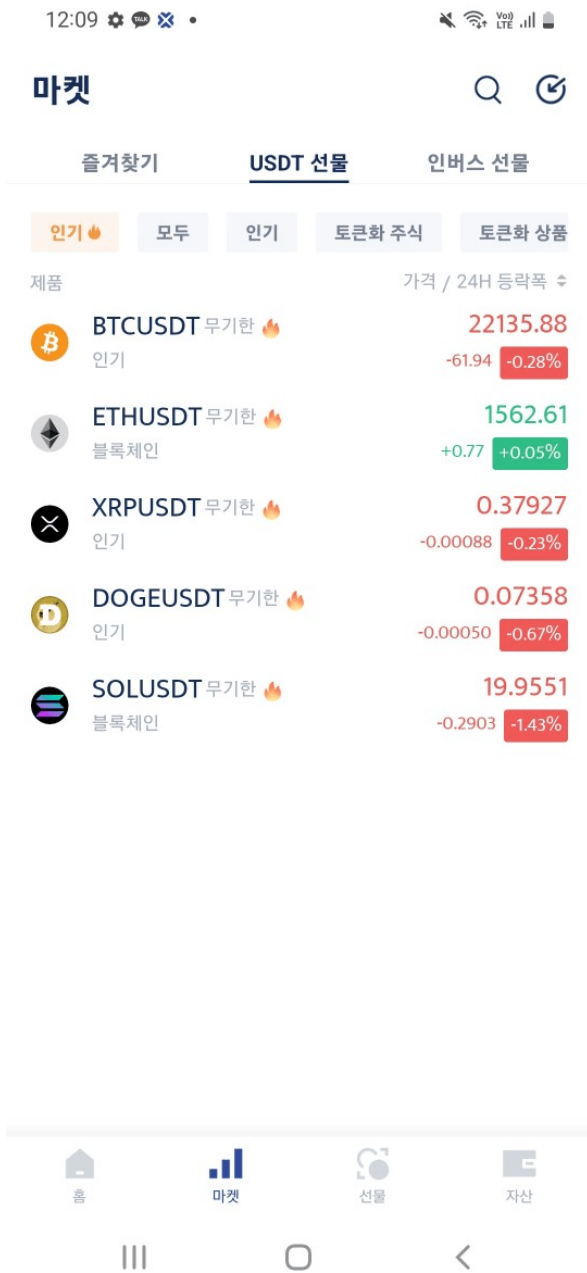 12:09 TALK Vo)) LTE
마켓
즐겨찾기 USDT 선물 인버스 선물
인기 모두 인기 토큰화 주식 토큰화 상품
제품 가격 / 24H 등락폭
BTCUSDT 무기한 22135.88
인기 -61.94 -0.28%
ETHUSDT 무기한 1562.61
블록체인 +0.77 +0.05%
XRPUSDT 무기한 0.37927
인기 -0.00088 -0.23%
DOGEUSDT 무기한 0.07358
인기 -0.00050 -0.67%
SOLUSDT 무기한 19.9551
블록체인 -0.2903 -1.43%
홈 마켓 선물 자산